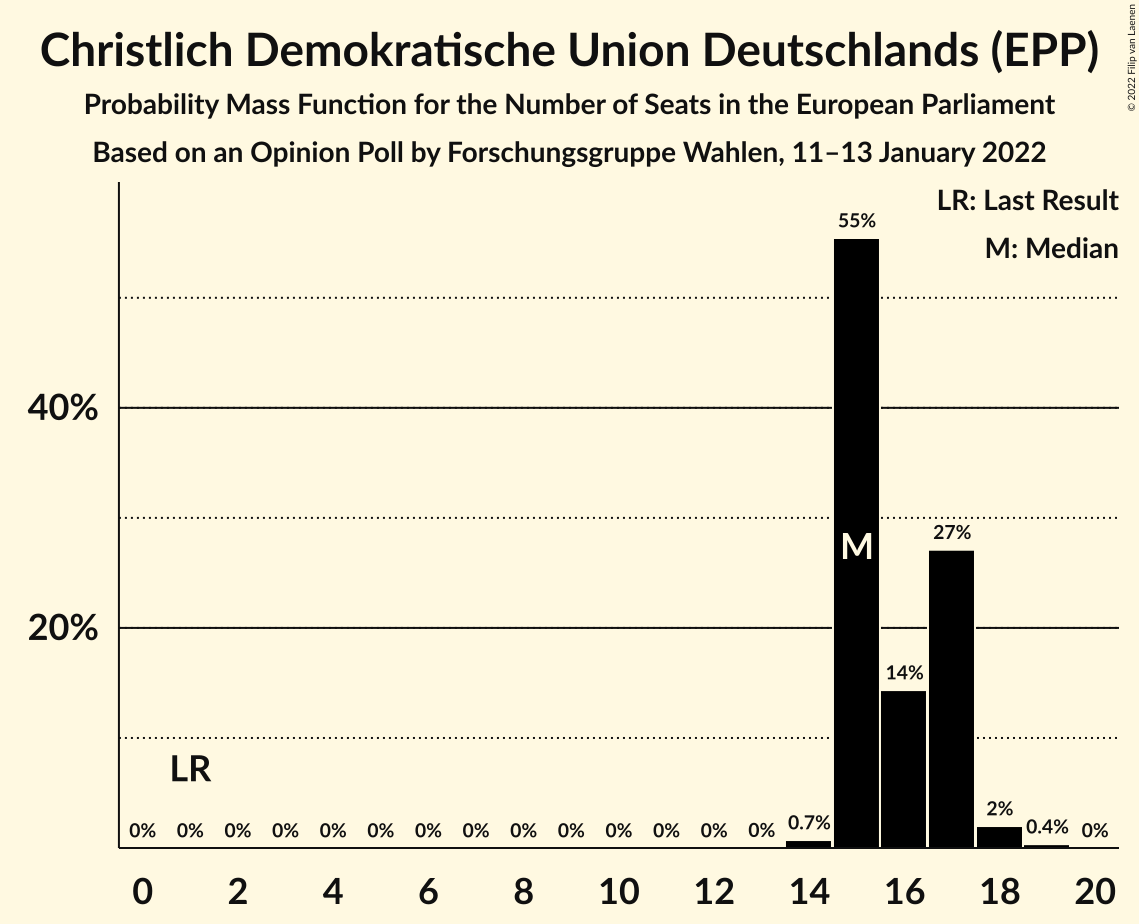 Christlich Demokratische Union Deutschlands (EPP)
Probability Mass Function for the Number of Seats in the European Parliament
Based on an Opinion Poll by Forschungsgruppe Wahlen, 11–13 January 2022
© 2022 Filip van Laenen
LR: Last Result
M: Median
55%
40%
27%
M
20%
14%
LR
0% 0% 0% 0% 0% 0% 0% 0% 0% 0% 0% 0% 0% 0% 0.7% 2% 0.4% 0%
0 2 4 6 8 10 12 14 16 18 20